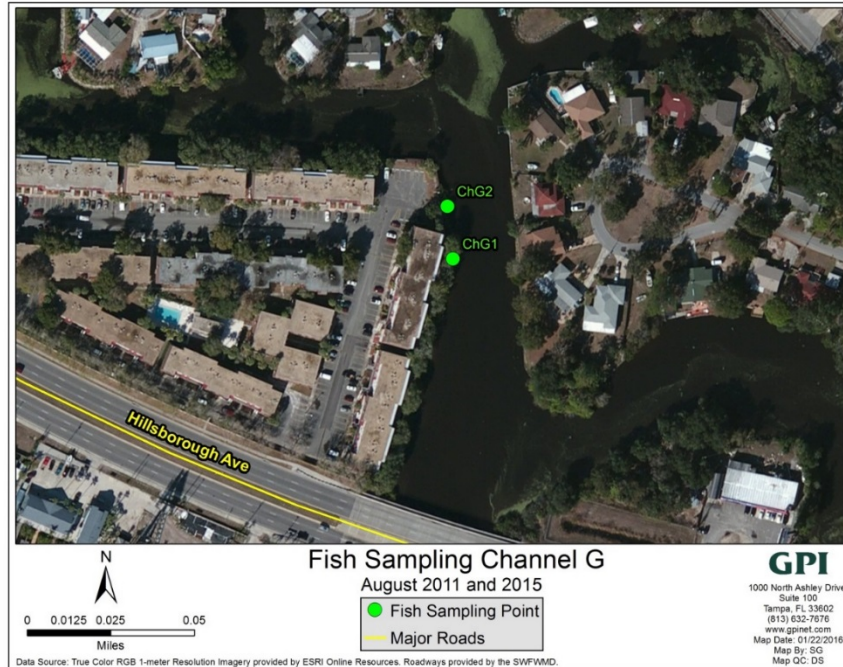 ChG2
ChG1
Hillsborough Ave
N
0 0.0125 0.025 0.05
Miles
Fish Sampling Channel G
August 2011 and 2015
Fish Sampling Point
Major Roads
GPI
1000 North Ashley Drive
Suite 100
Tampa, FL 33602
(813) 632-7676
www.gpinet.com
Map Date: 01/22/2016
Map By: SG
Map QC: DS
Data Source: True Color RGB 1-meter Resolution Imagery provided by ESRI Online Resources. Roadways provided by the SWFWMD.